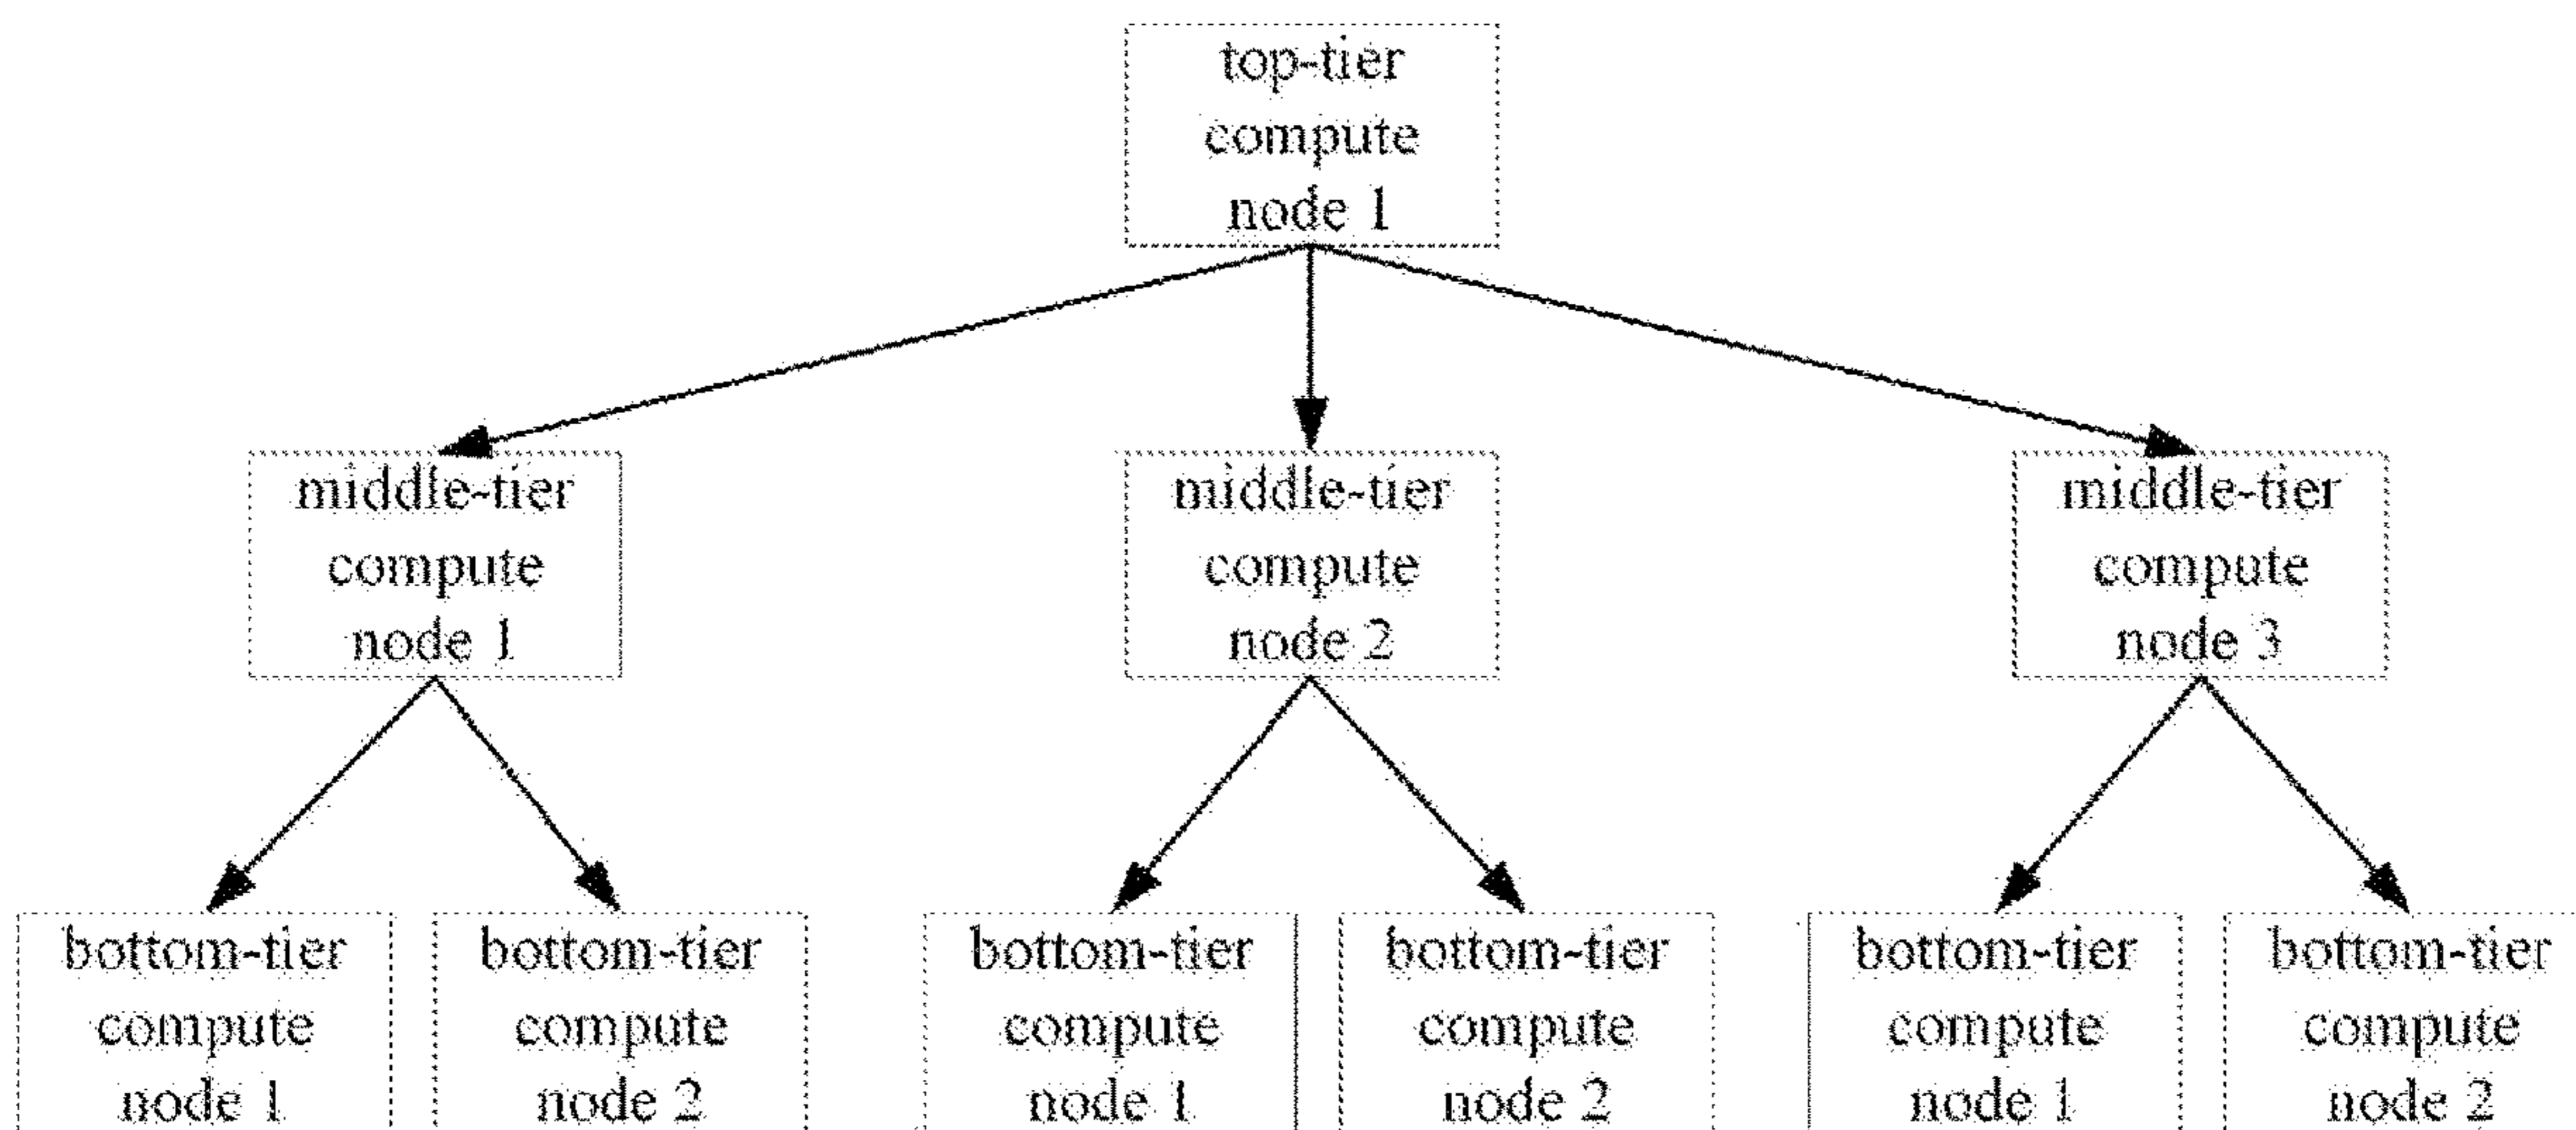 top-tier
compute
node 1
middle-tier
compute
node 1
middle-tier
compute
node 2
middle-tier
compute
node 3
bottom-tier
compute
node 1
bottom-tier
compute
node 2
bottom-tier
compute
node 1
bottom-tier
compute
node 2
bottom-tier
compute
node 1
bottom-tier
compute
node 2